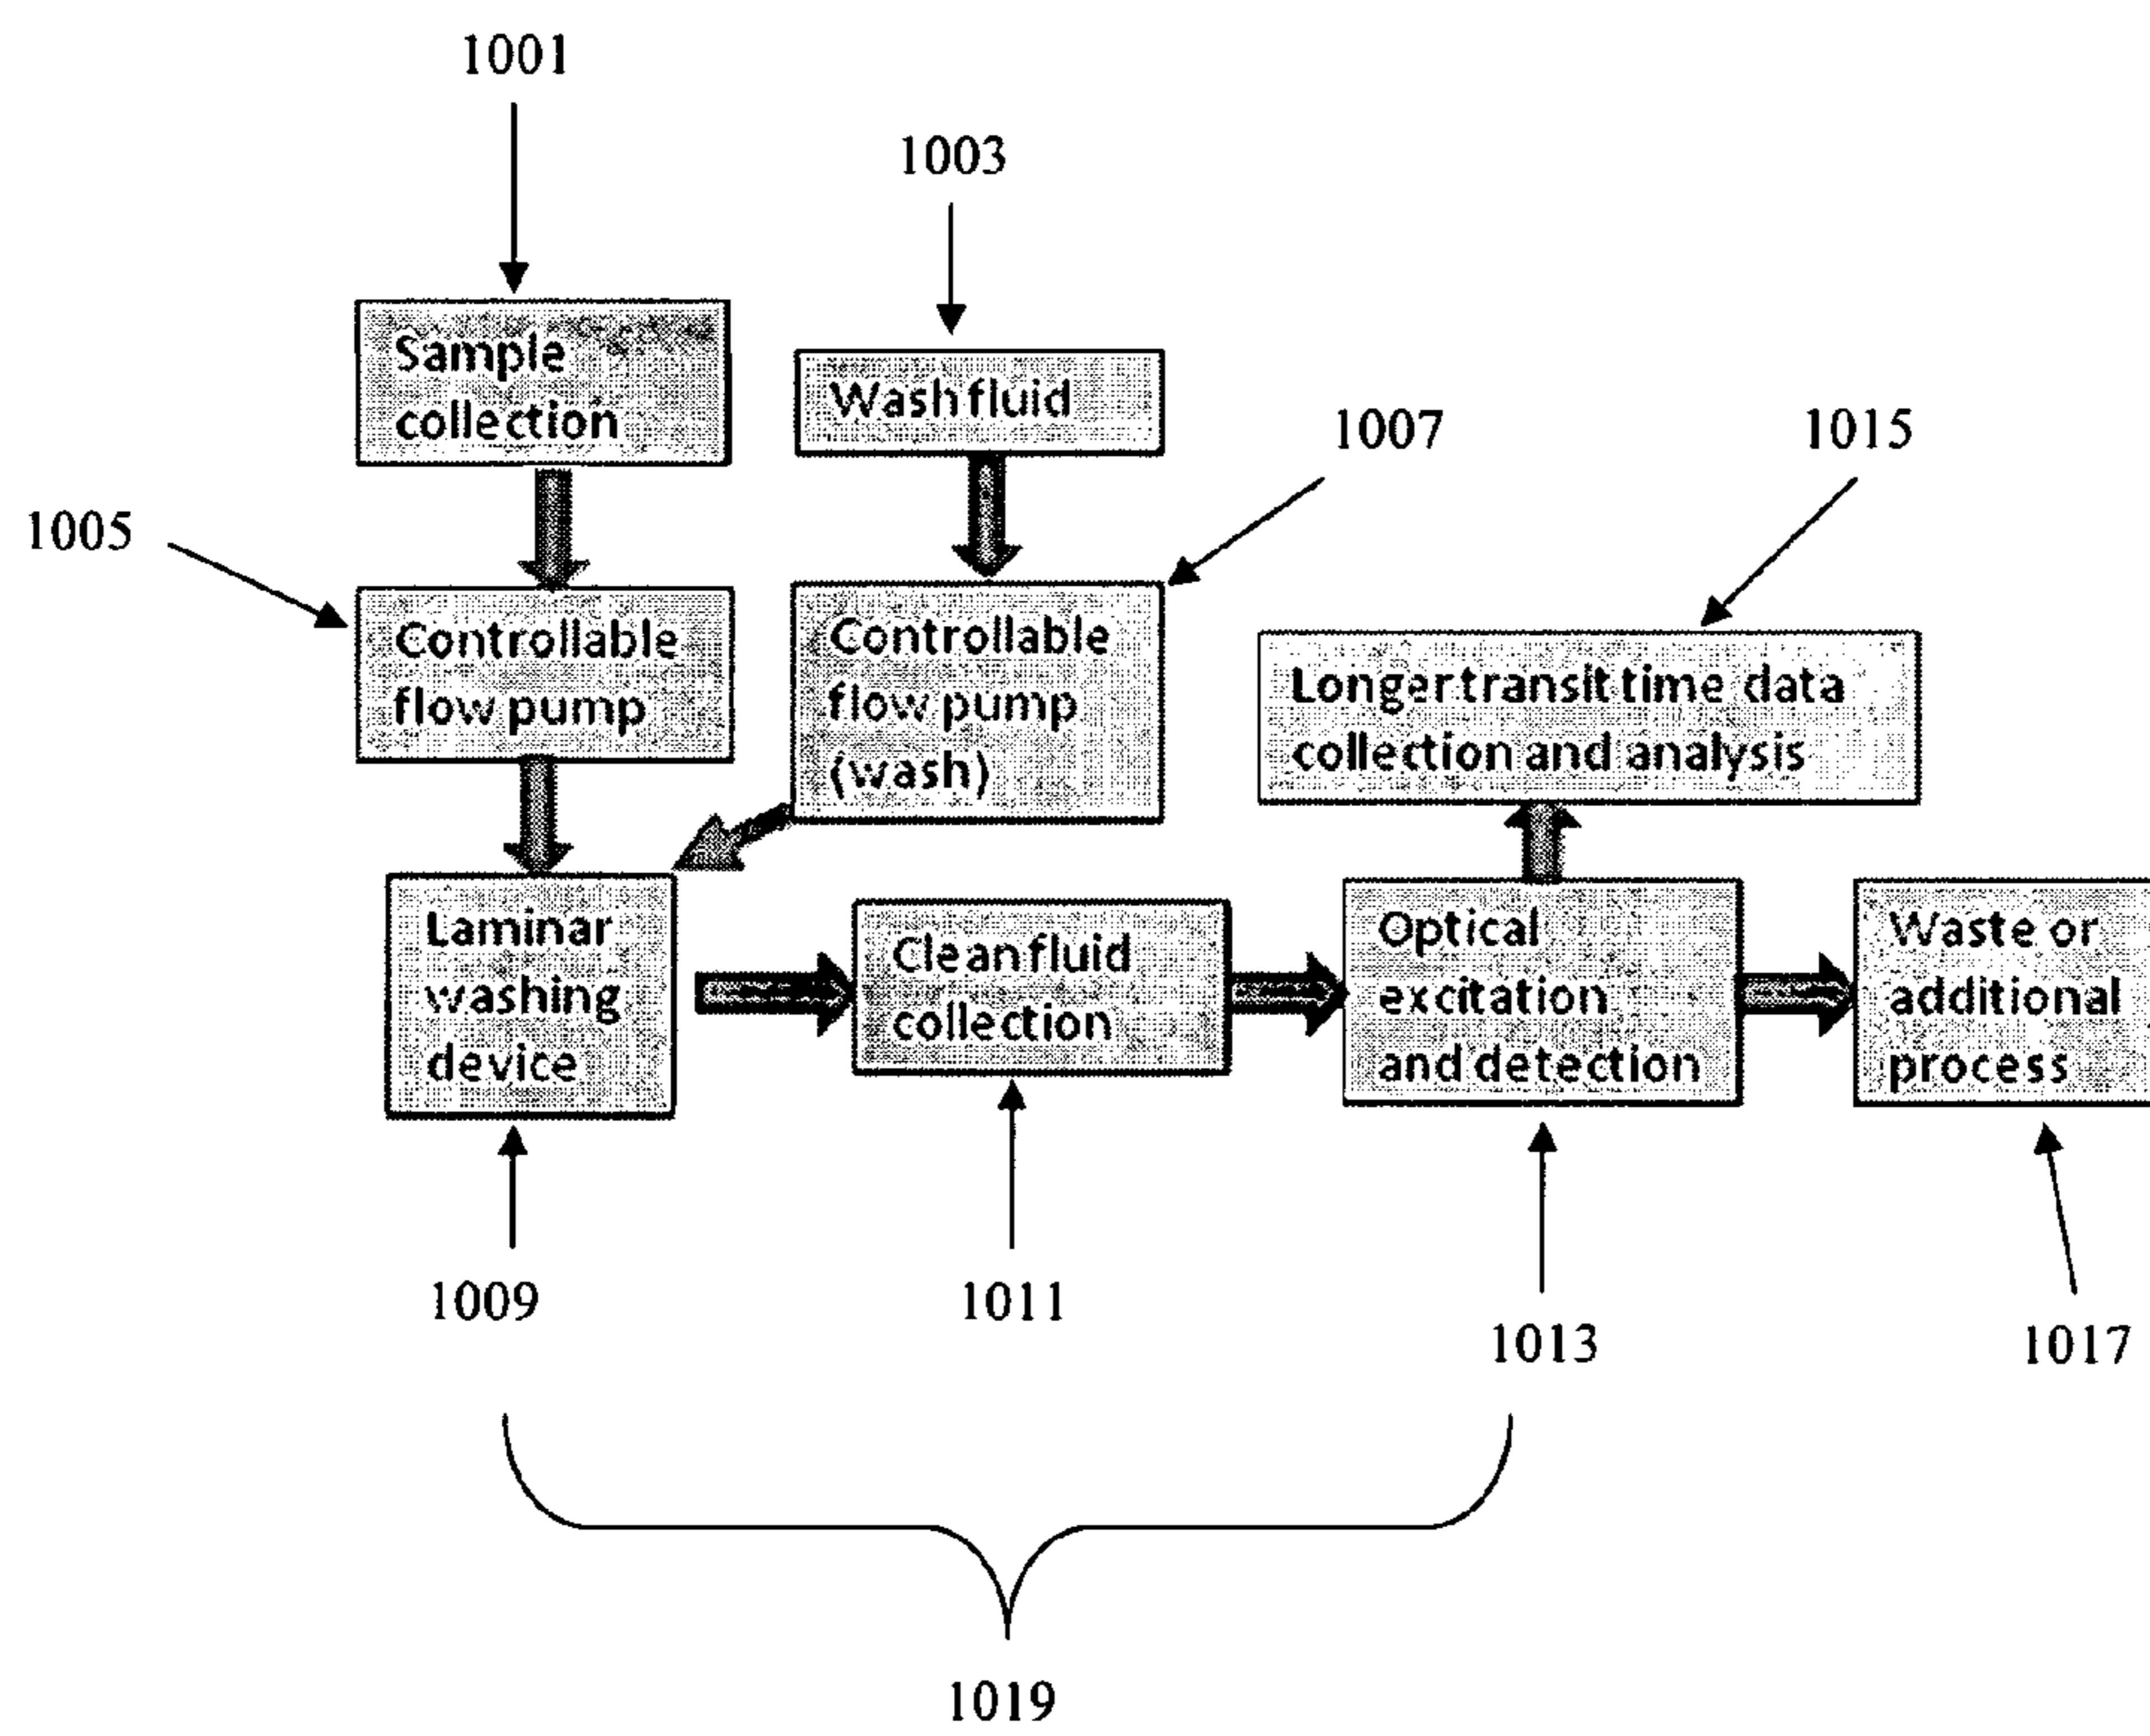 1001
1003
Sample
collection
Wash fluid
1007
1015
1005
Controllable
flow pump
Controllable
flow pump
(wash)
Longer transit time data
collection and analysis
Laminar
washing
device
Clean fluid
collection
Optical
excitation
and detection
Waste or
additional
process
1009
1011
1013
1017
1019